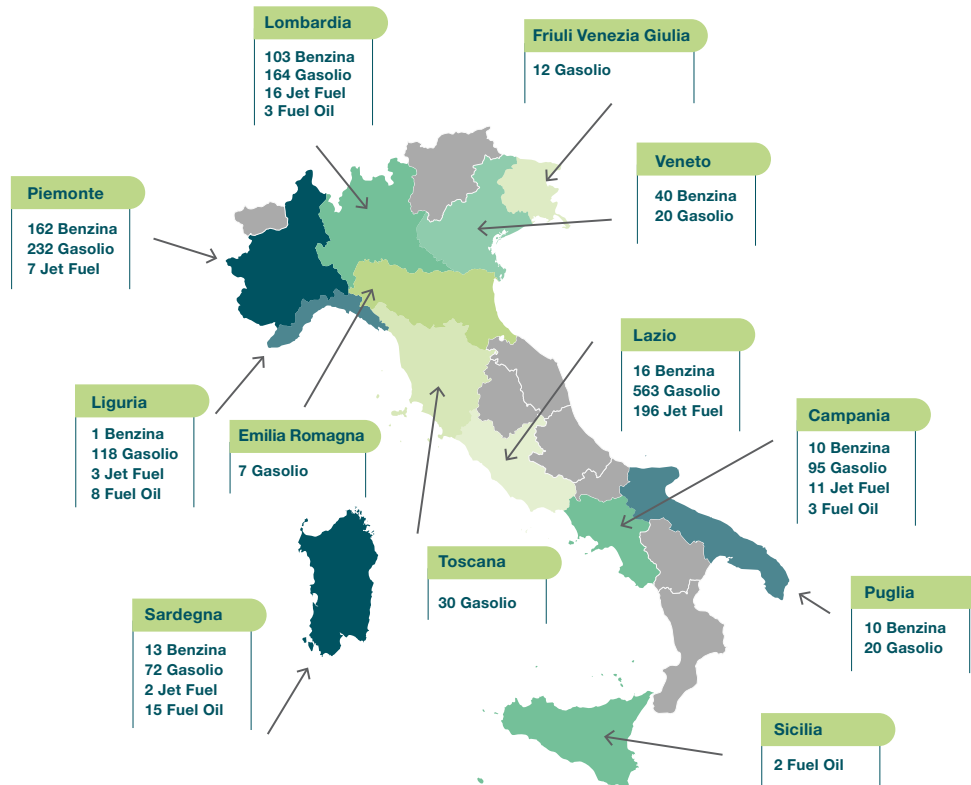 Lombardia
103 Benzina
164 Gasolio
16 Jet Fuel
3 Fuel Oil
Friuli Venezia Giulia
12 Gasolio
Veneto
40 Benzina
20 Gasolio
Piemonte
162 Benzina
232 Gasolio
7 Jet Fuel
Lazio
16 Benzina
563 Gasolio
196 Jet Fuel
Liguria
1 Benzina
118 Gasolio
3 Jet Fuel
8 Fuel Oil
Emilia Romagna
7 Gasolio
Campania
10 Benzina
95 Gasolio
11 Jet Fuel
3 Fuel Oil
Toscana
30 Gasolio
Puglia
10 Benzina
20 Gasolio
Sardegna
13 Benzina
72 Gasolio
2 Jet Fuel
15 Fuel Oil
Sicilia
2 Fuel Oil